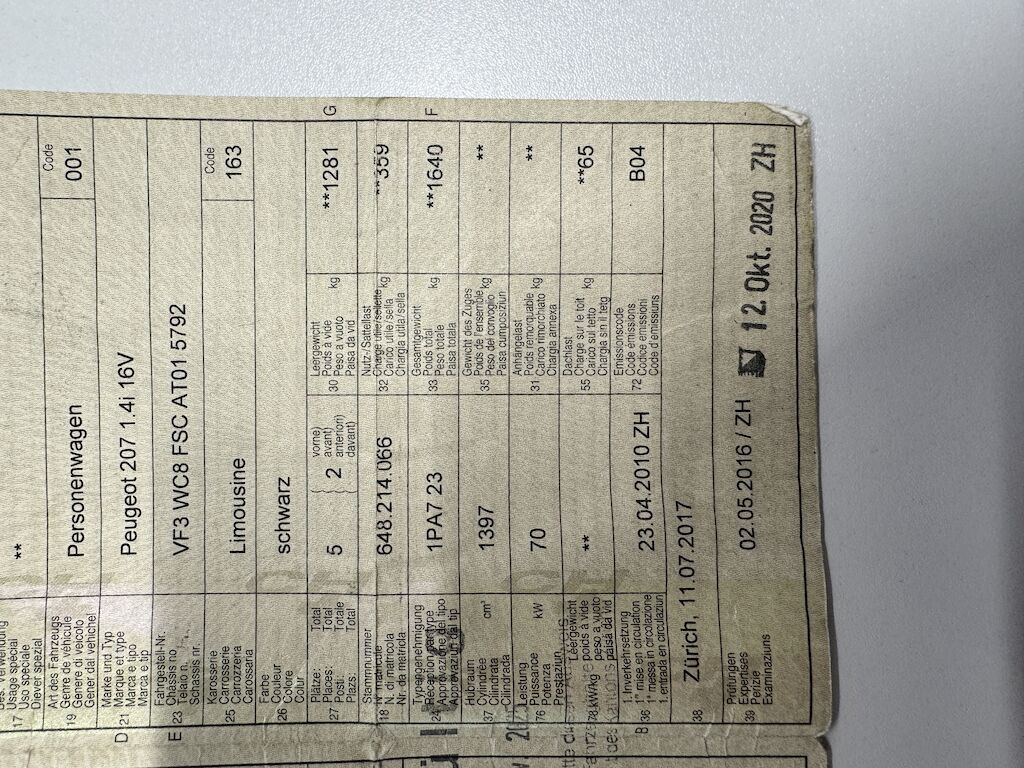 17 Usage spécial
Uso speciale
Diever spezial
**
Art des Fahrzeugs
Genre de véhicule
19 Genere di veicolo
Gener dal vehichel
Personenwagen
Code
001
Marke und Typ
D 21 Marque et type
Marca e tipo
Marca e tip
Peugeot 207 1.4i 16V
Fahrgestell-Nr.
E 23 Châssis no
Telaio n.
Schassis nr.
VF3 WC8 FSC AT01 5792
Karosserie
25 Carrosserie
Carrozzeria
Carossaria
Limousine
Code
163
Farbe
26 Couleur
Colore
Colur
schwarz
Plätze: Total
27 Places: Total
Posti: Totale
Plazs: Total
5
2
vorne)
avant)
anteriori)
davant)
Leergewicht
30 Poids à vide
Peso a vuoto
Paisa da vid
kg
**1281
G
Stammnummer
18 N° matricule
N. di matricola
Nr. da matricla
648.214.066
Nutz-/Sattellast
32 Charge utile/sellette
Carico utile/sella
Chargia utila/sella
kg
**359
Typengenehmigung
24 Réception par type
Approvazione del tipo
Approvaziun dal tip
1PA7 23
Gesamtgewicht
33 Poids total
Peso totale
Paisa totala
kg
**1640
F
Hubraum
37 Cylindrée
Cilindrata
Cilindrada
cm³
1397
Gewicht des Zuges
35 Poids de l'ensemble
Peso del convoglio
Paisa cumposiziun
kg
**
Leistung
76 Puissance
Potenza
Prestaziun
kW
70
Anhängelast
31 Poids remorquable
Carico rimorchiato
Chargia annexa
kg
**
78 kW/kg
Leergewicht
poids à vide
peso a vuoto
paisa da vid
**
Dachlast
55 Charge sur le toit
Carico sul tetto
Chargia sin il tetg
kg
**65
1. Inverkehrsetzung
B 36 1re mise en circulation
1a messa in circolazione
1. entrada en circulaziun
23.04.2010 ZH
Emissionscode
72 Code émissions
Codice emissioni
Code d'emissiuns
B04
38
Zürich, 11.07.2017
Prüfungen
39 Expertises
Perizie
Examinaziuns
02.05.2016 / ZH
12. Okt. 2020 ZH